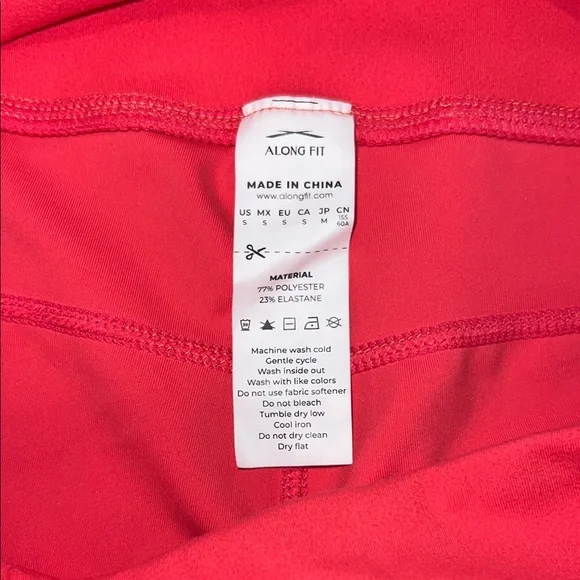 ALONG FIT
MADE IN CHINA
www.alongfit.com
US MX EU CA JP CN
S S S S M 155
60A
MATERIAL
77% POLYESTER
23% ELASTANE
Machine wash cold
Gentle cycle
Wash inside out
Wash with like colors
Do not use fabric softener
Do not bleach
Tumble dry low
Cool iron
Do not dry clean
Dry flat